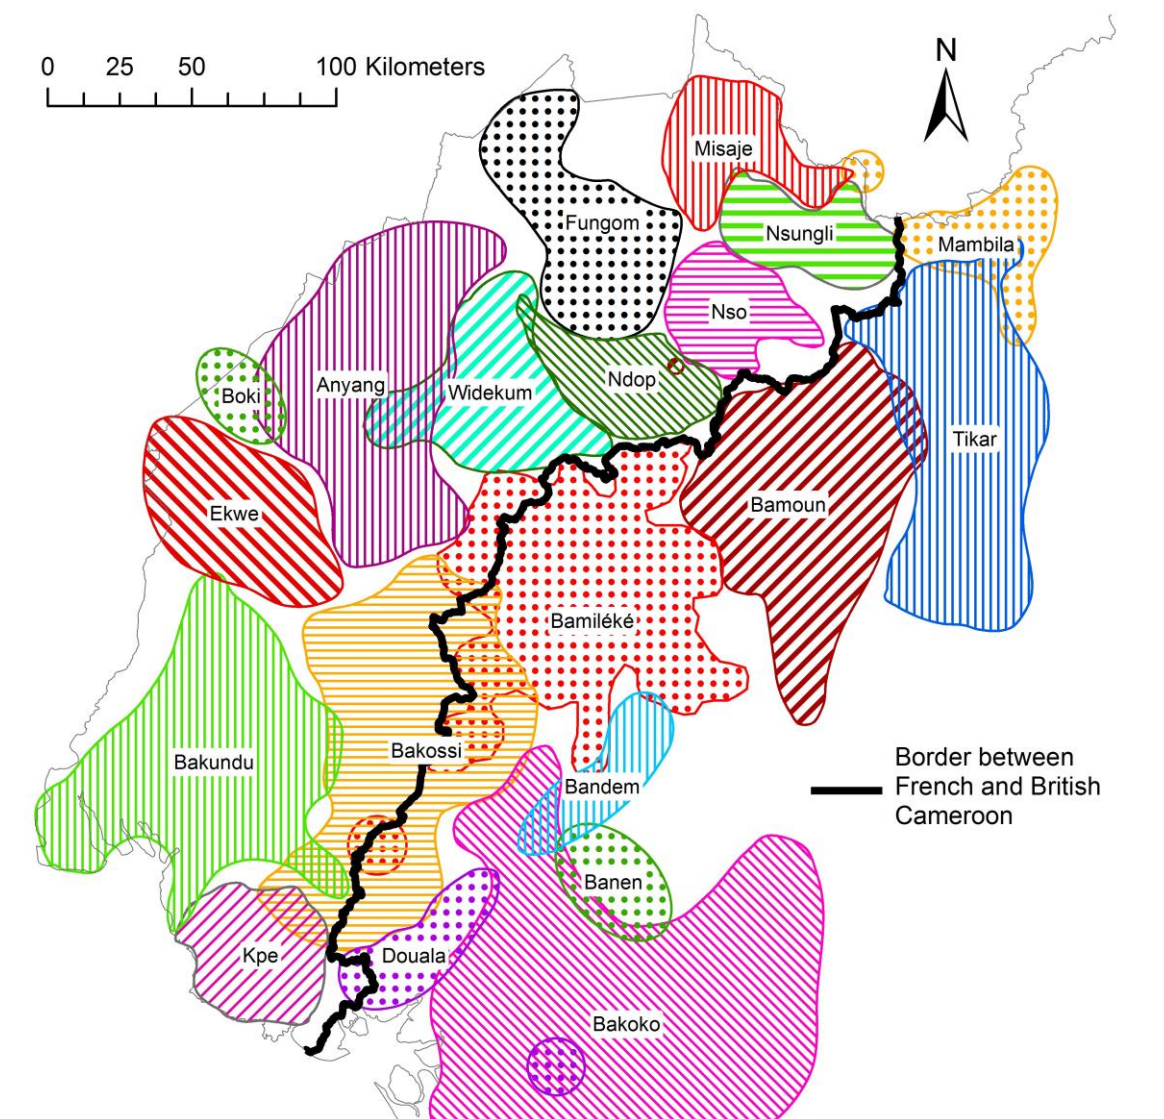 N
0 25 50 100 Kilometers
Misaje
Fungom
Nsungli
Mambila
Nso
Ndop
Boki
Anyang
Widekum
Tikar
Ekwe
Bamoun
Bamiléké
Bakossi
Bakundu
Bandem
Border between
French and British
Cameroon
Banen
Kpe
Douala
Bakoko